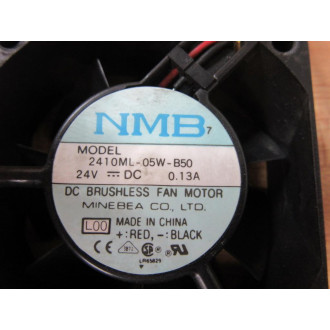 NMB 7
MODEL
2410ML-05W-B50
24V ⎓ DC 0.13A
DC BRUSHLESS FAN MOTOR
MINEBEA CO., LTD.
L00 MADE IN CHINA
+:RED, -:BLACK